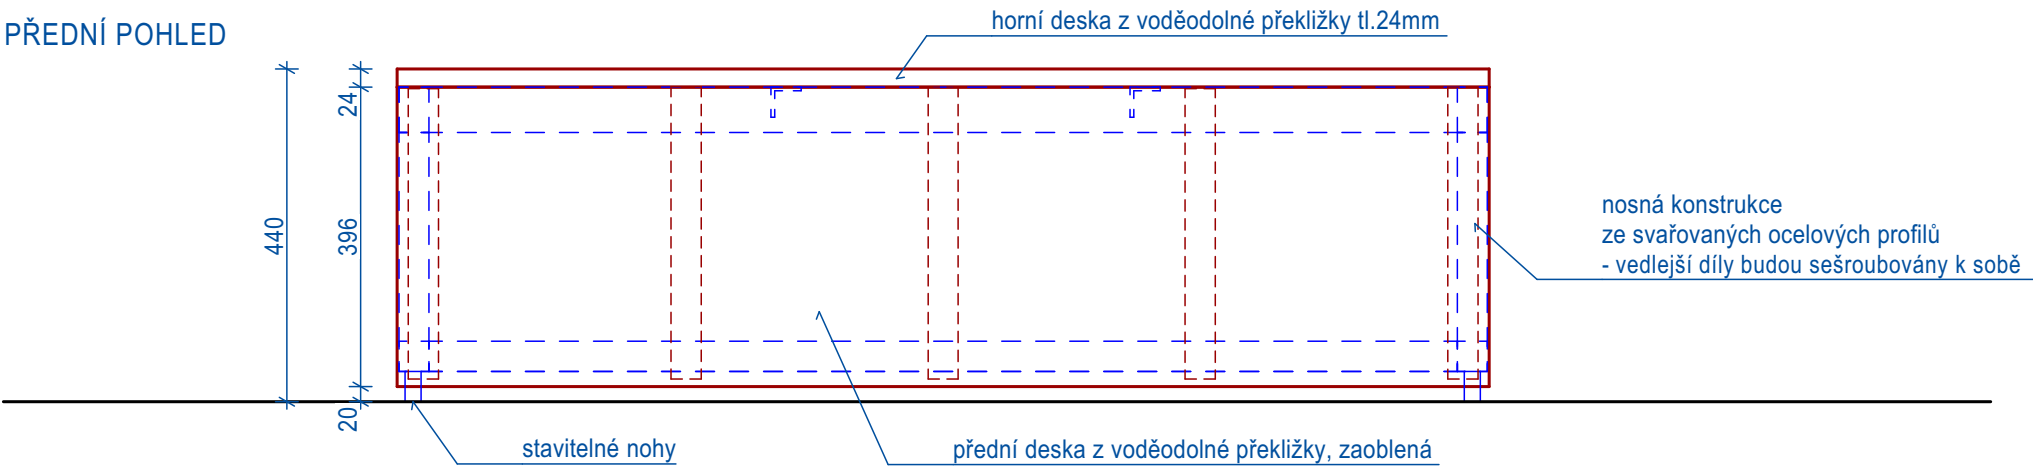 PŘEDNÍ POHLED
horní deska z voděodolné překližky tl.24mm
24
440
396
nosná konstrukce
ze svařovaných ocelových profilů
- vedlejší díly budou sešroubovány k sobě
20
stavitelné nohy
přední deska z voděodolné překližky, zaoblená